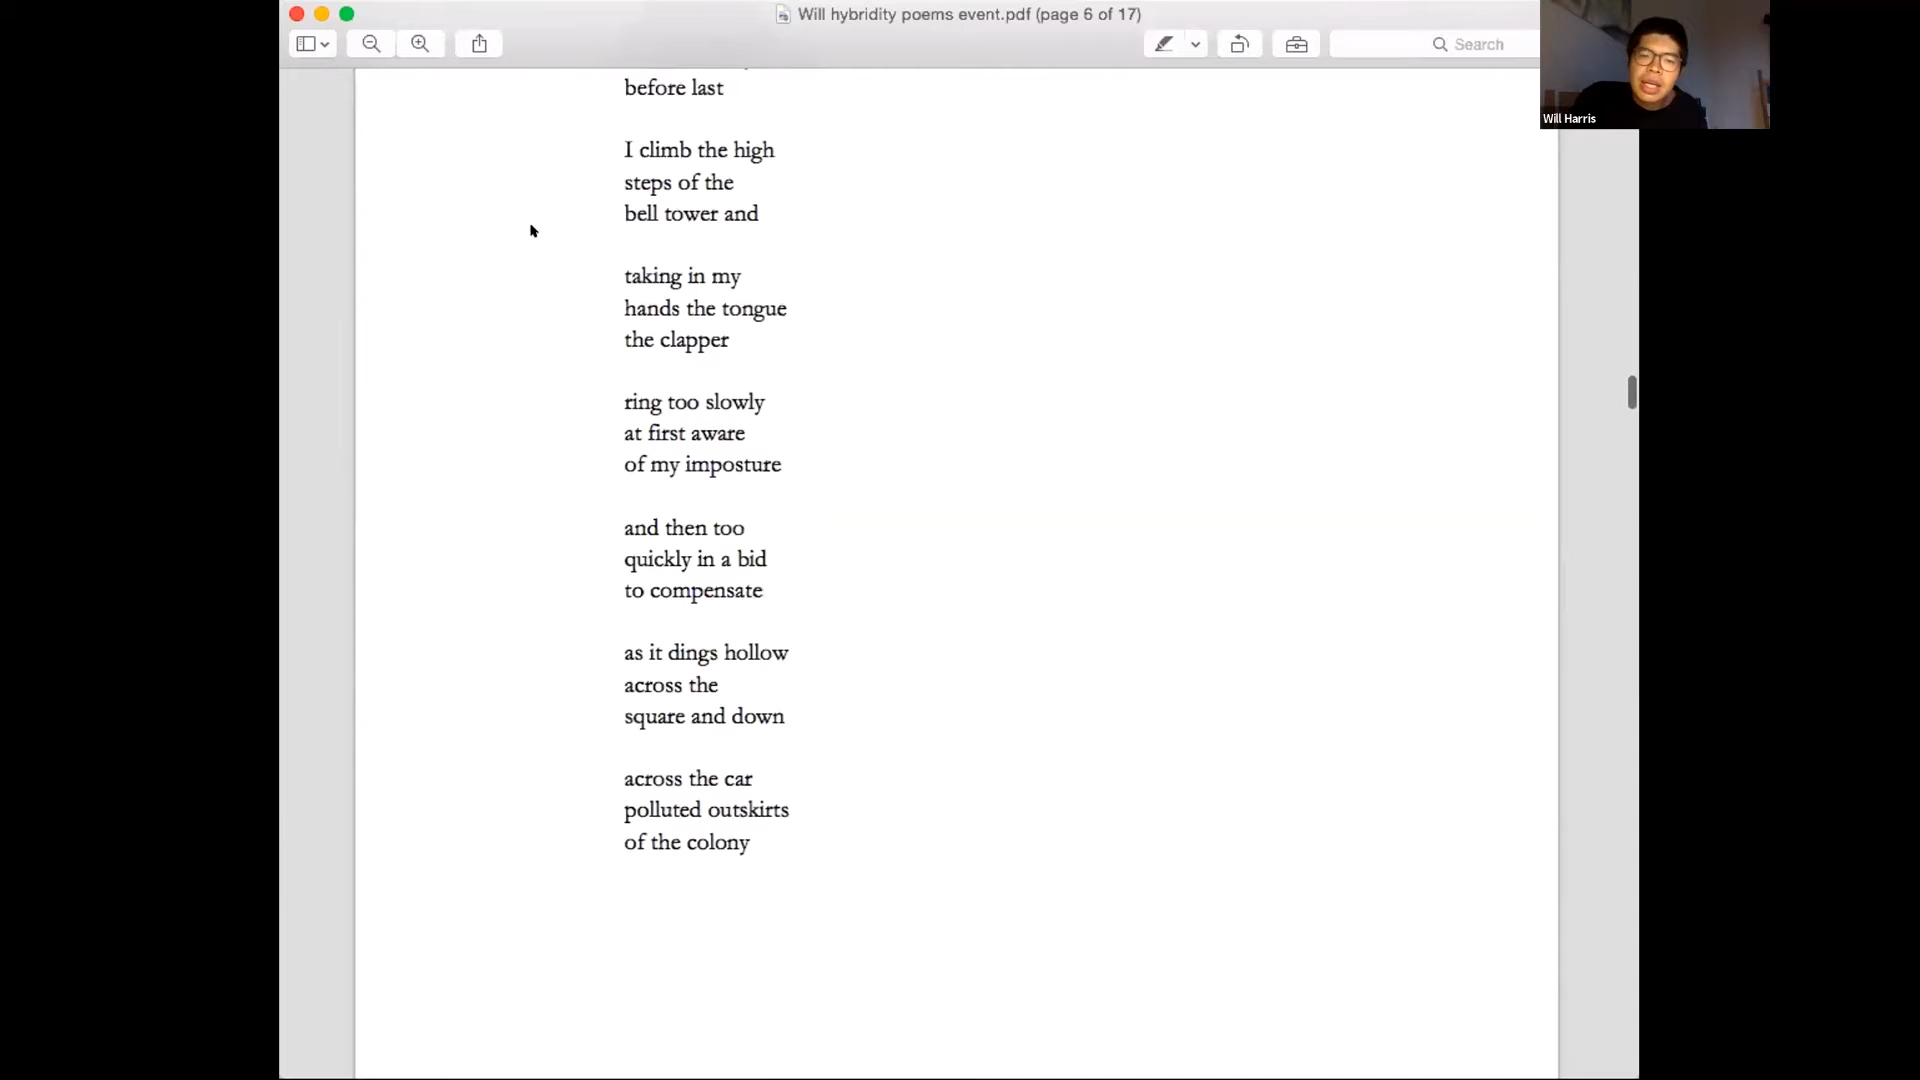 Will hybridity poems event.pdf (page 6 of 17)
Search
Will Harris
before last
I climb the high
steps of the
bell tower and
taking in my
hands the tongue
the clapper
ring too slowly
at first aware
of my imposture
and then too
quickly in a bid
to compensate
as it dings hollow
across the
square and down
across the car
polluted outskirts
of the colony